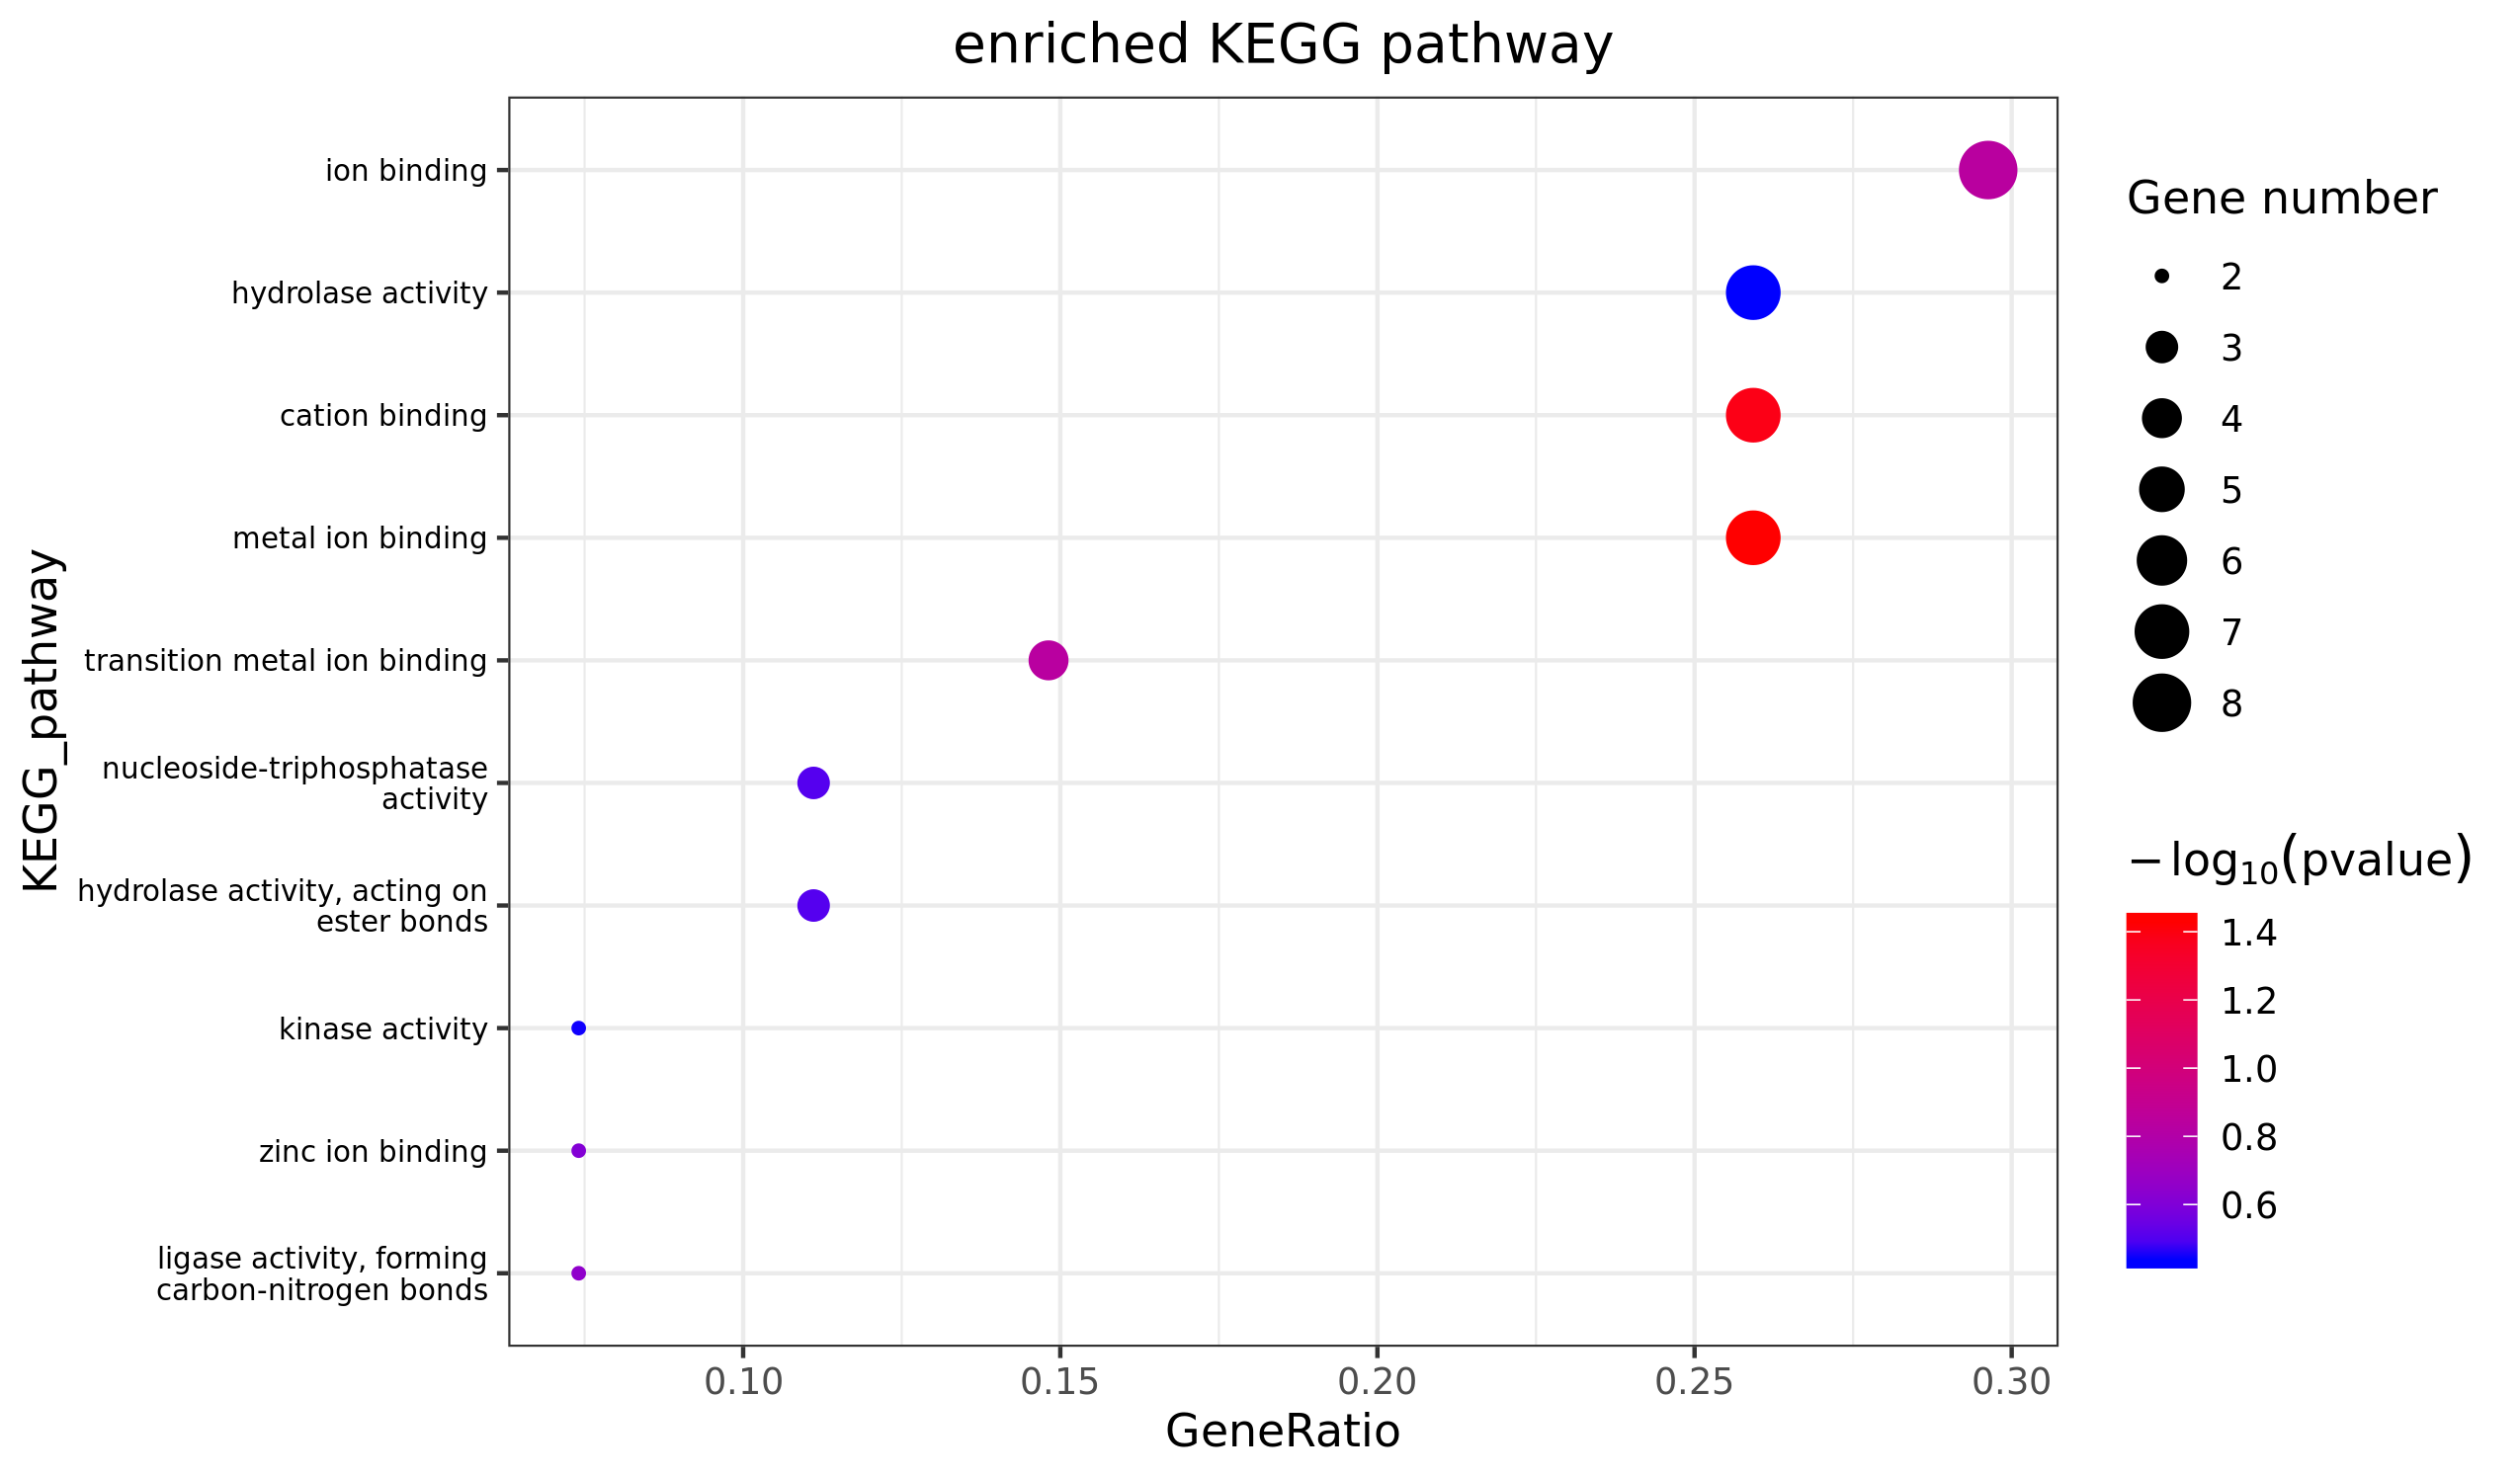 enriched KEGG pathway
KEGG_pathway
ion binding
hydrolase activity
cation binding
metal ion binding
transition metal ion binding
nucleoside-triphosphatase
activity
hydrolase activity, acting on
ester bonds
kinase activity
zinc ion binding
ligase activity, forming
carbon-nitrogen bonds
0.10 0.15 0.20 0.25 0.30
GeneRatio
Gene number
2
3
4
5
6
7
8
−log₁₀(pvalue)
1.4
1.2
1.0
0.8
0.6